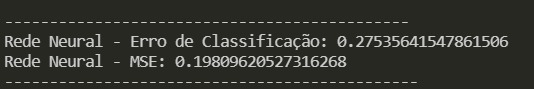 ---------------------------------------------
Rede Neural - Erro de Classificação: 0.27535641547861506
Rede Neural - MSE: 0.19809620527316268
----------------------------------------------